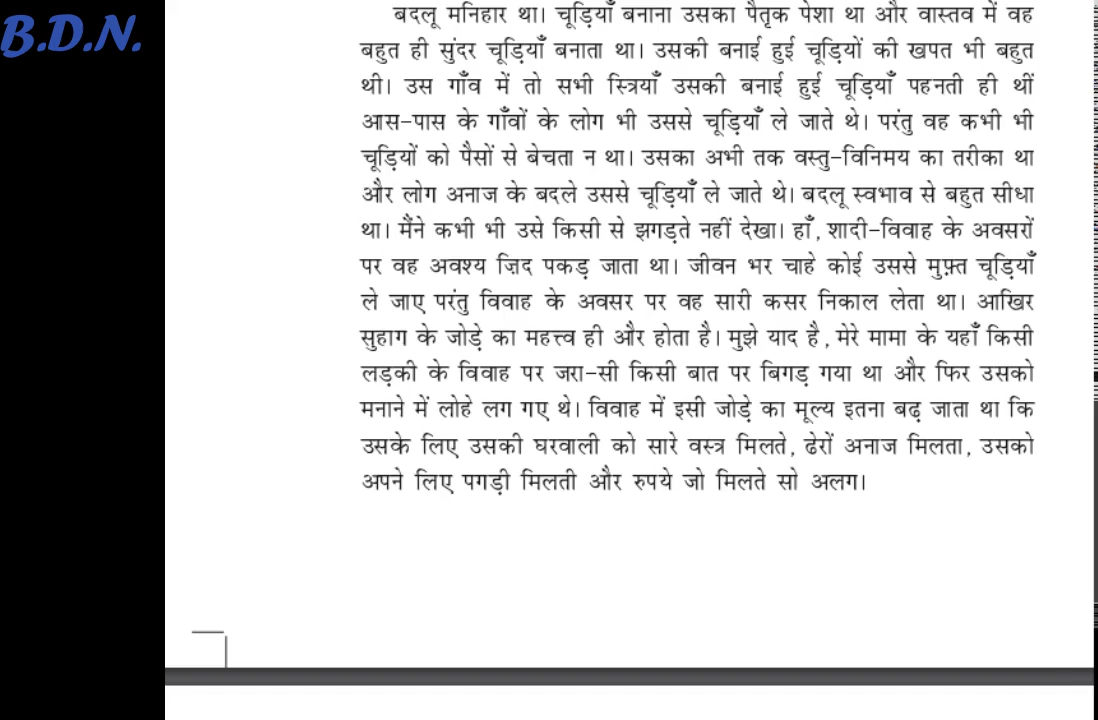 B.D.N.
बदलू मनिहार था। चूड़ियाँ बनाना उसका पैतृक पेशा था और वास्तव में वह
बहुत ही सुंदर चूड़ियाँ बनाता था। उसकी बनाई हुई चूड़ियों की खपत भी बहुत
थी। उस गाँव में तो सभी स्त्रियाँ उसकी बनाई हुई चूड़ियाँ पहनती ही थीं
आस-पास के गाँवों के लोग भी उससे चूड़ियाँ ले जाते थे। परंतु वह कभी भी
चूड़ियों को पैसों से बेचता न था। उसका अभी तक वस्तु-विनिमय का तरीका था
और लोग अनाज के बदले उससे चूड़ियाँ ले जाते थे। बदलू स्वभाव से बहुत सीधा
था। मैंने कभी भी उसे किसी से झगड़ते नहीं देखा। हाँ, शादी-विवाह के अवसरों
पर वह अवश्य ज़िद पकड़ जाता था। जीवन भर चाहे कोई उससे मुफ़्त चूड़ियाँ
ले जाए परंतु विवाह के अवसर पर वह सारी कसर निकाल लेता था। आखिर
सुहाग के जोड़े का महत्त्व ही और होता है। मुझे याद है, मेरे मामा के यहाँ किसी
लड़की के विवाह पर जरा-सी किसी बात पर बिगड़ गया था और फिर उसको
मनाने में लोहे लग गए थे। विवाह में इसी जोड़े का मूल्य इतना बढ़ जाता था कि
उसके लिए उसकी घरवाली को सारे वस्त्र मिलते, ढेरों अनाज मिलता, उसको
अपने लिए पगड़ी मिलती और रुपये जो मिलते सो अलग।